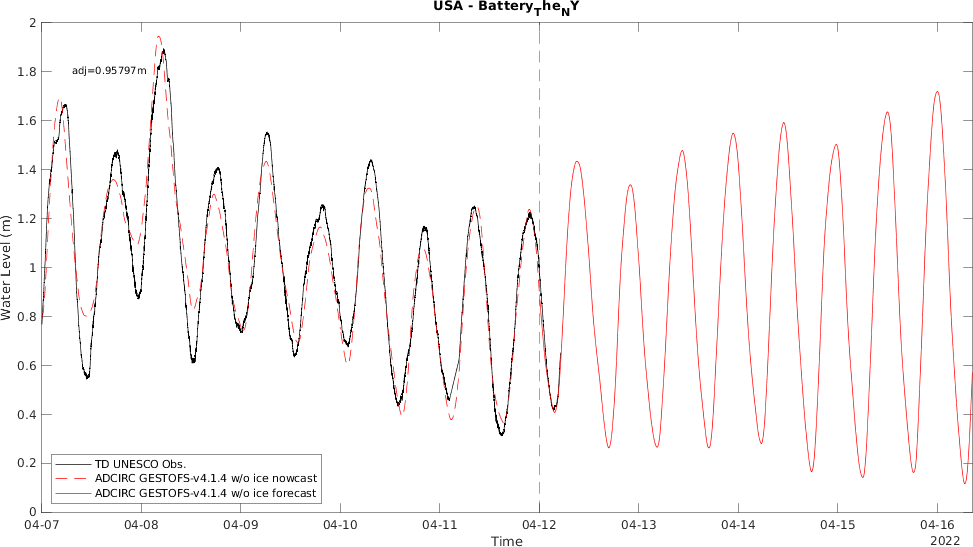 USA - Battery_The_NY
adj=0.95797m
Water Level (m)
2
1.8
1.6
1.4
1.2
1
0.8
0.6
0.4
0.2
0
TD UNESCO Obs.
ADCIRC GESTOFS-v4.1.4 w/o ice nowcast
ADCIRC GESTOFS-v4.1.4 w/o ice forecast
04-07 04-08 04-09 04-10 04-11 04-12 04-13 04-14 04-15 04-16
Time
2022